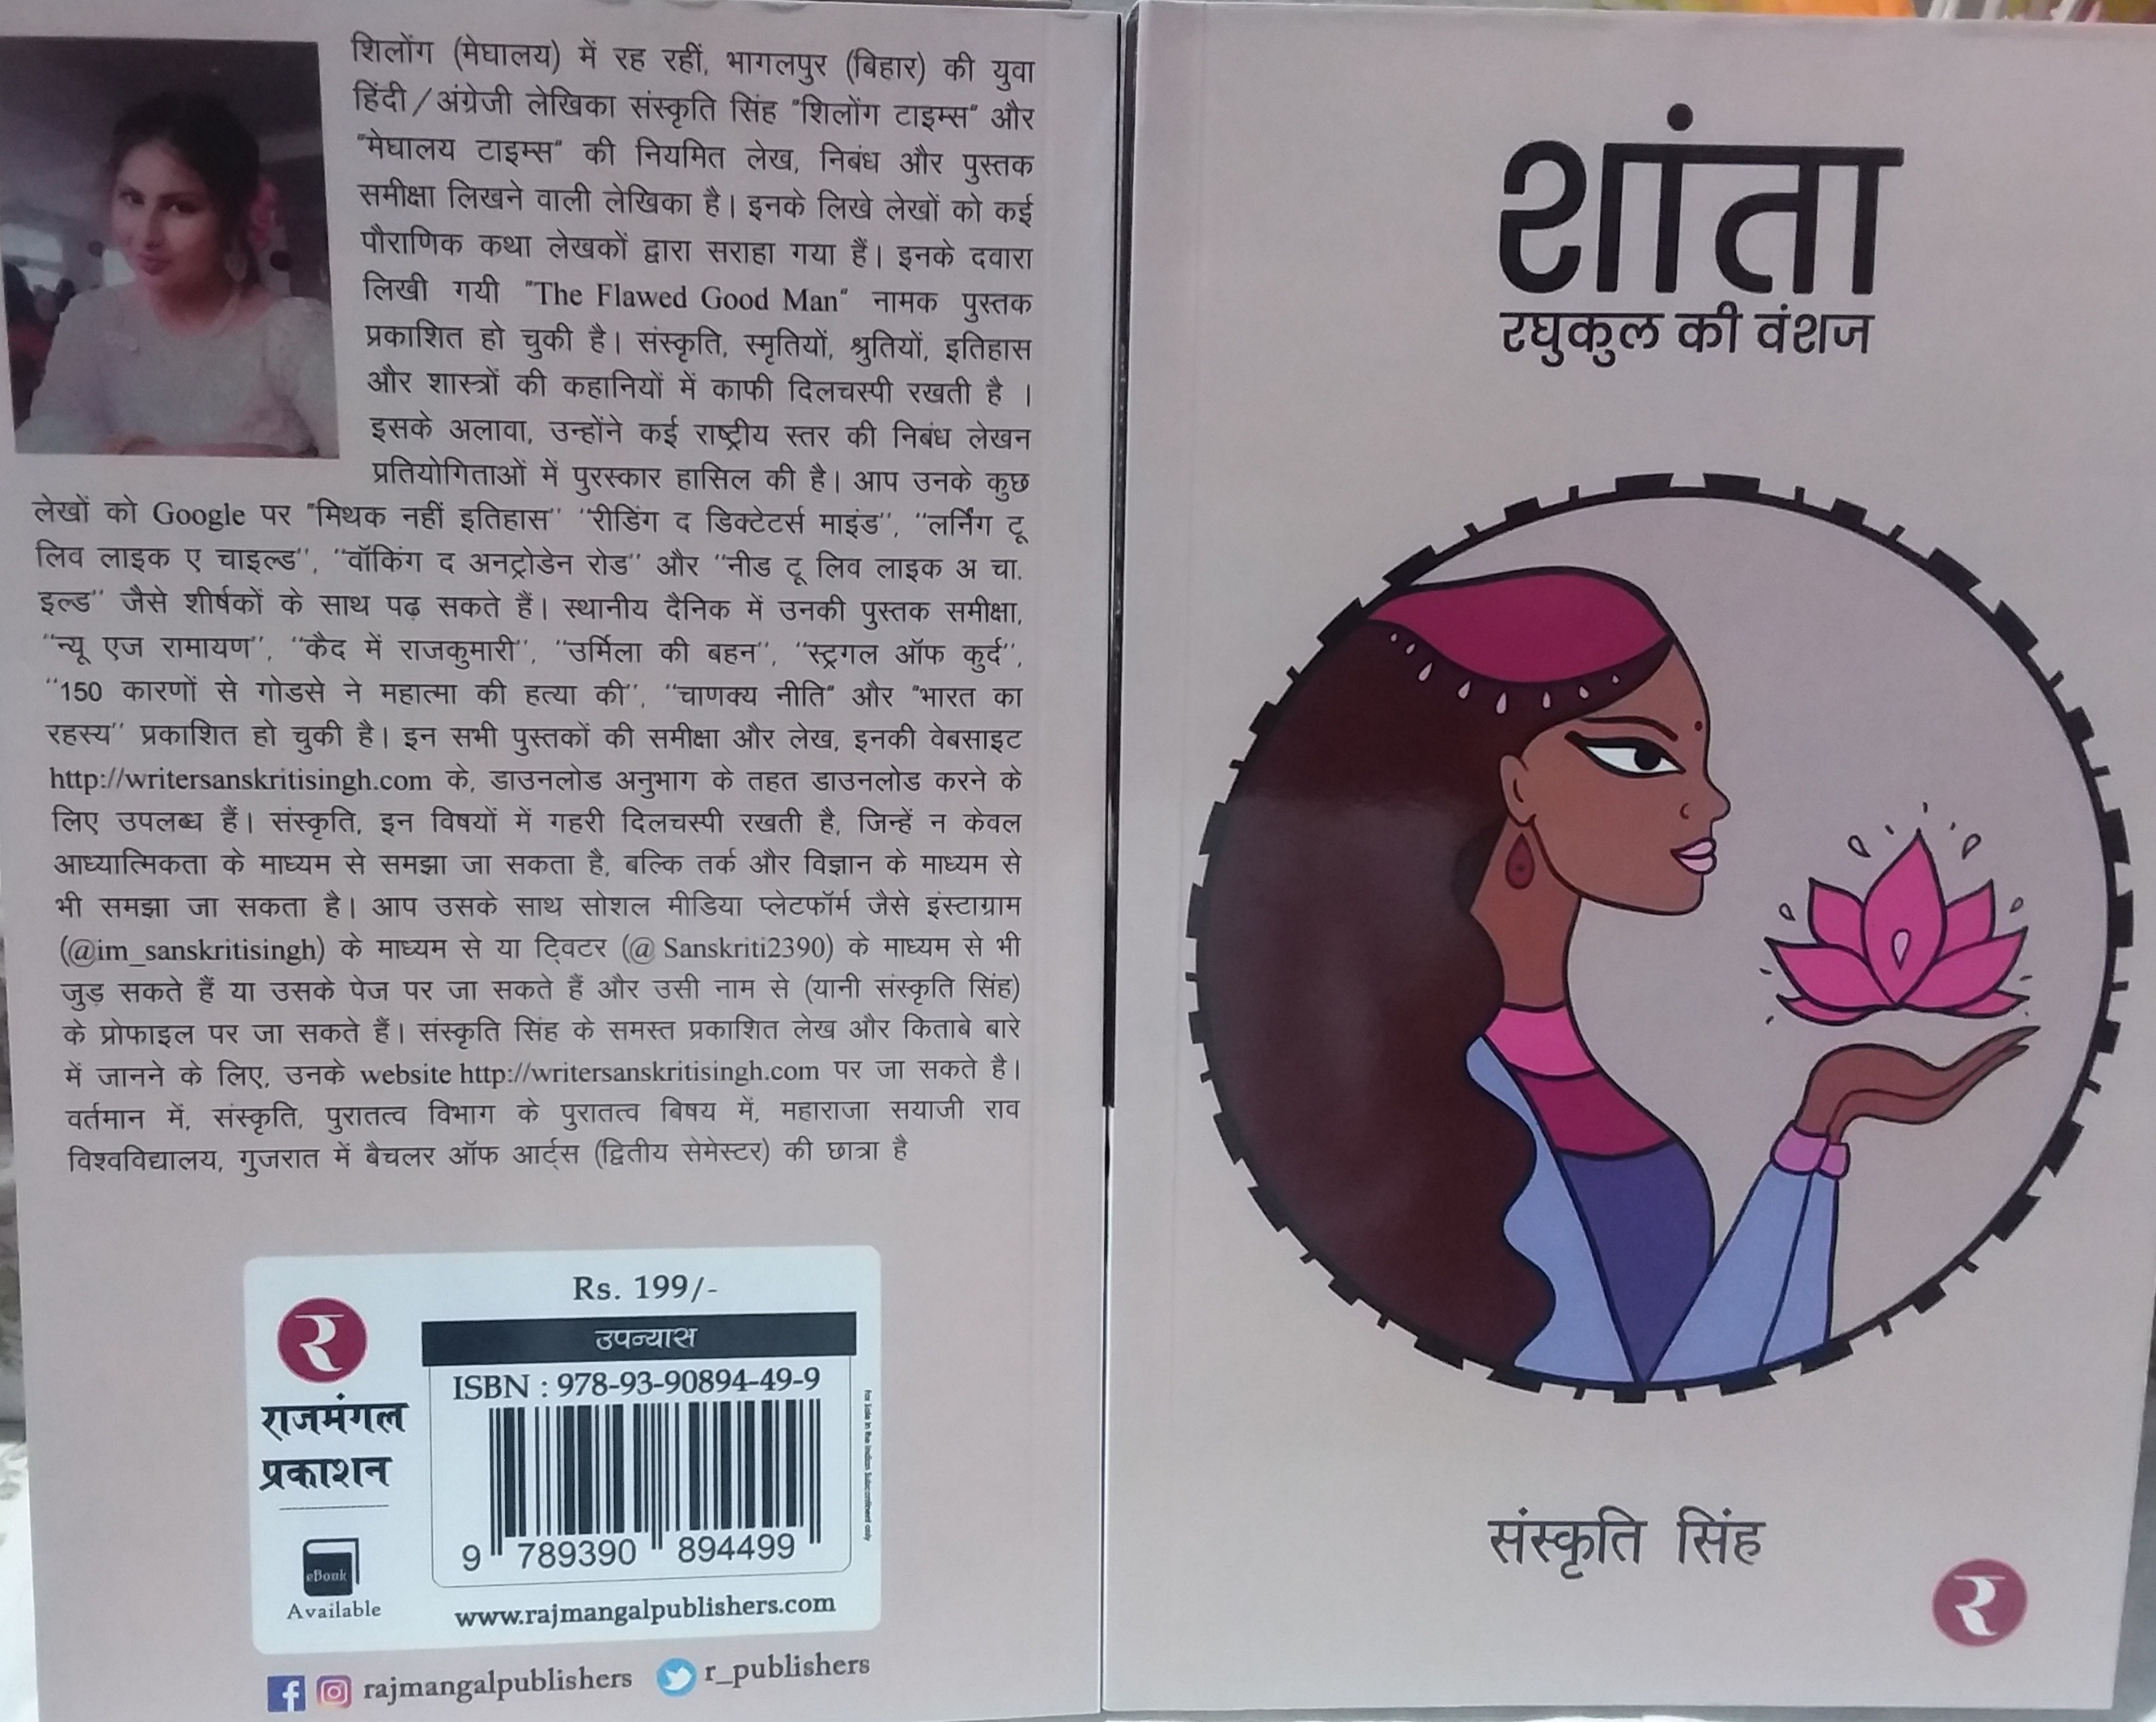 शिलोंग (मेघालय) में रह रहीं, भागलपुर (बिहार) की युवा
हिंदी/अंग्रेजी लेखिका संस्कृति सिंह "शिलोंग टाइम्स" और
"मेघालय टाइम्स" की नियमित लेख, निबंध और पुस्तक
समीक्षा लिखने वाली लेखिका है। इनके लिखे लेखों को कई
पौराणिक कथा लेखकों द्वारा सराहा गया हैं। इनके दवारा
लिखी गयी "The Flawed Good Man" नामक पुस्तक
प्रकाशित हो चुकी है। संस्कृति, स्मृतियों, श्रुतियों, इतिहास
और शास्त्रों की कहानियों में काफी दिलचस्पी रखती है ।
इसके अलावा, उन्होंने कई राष्ट्रीय स्तर की निबंध लेखन
प्रतियोगिताओं में पुरस्कार हासिल की है। आप उनके कुछ
लेखों को Google पर "मिथक नहीं इतिहास" "रीडिंग द डिक्टेटर्स माइंड", "लर्निंग टू
लिव लाइक ए चाइल्ड", "वॉकिंग द अनट्रोडेन रोड" और "नीड टू लिव लाइक अ चा.
इल्ड" जैसे शीर्षकों के साथ पढ़ सकते हैं। स्थानीय दैनिक में उनकी पुस्तक समीक्षा,
"न्यू एज रामायण", "कैद में राजकुमारी", "उर्मिला की बहन", "स्ट्रगल ऑफ कुर्द",
"150 कारणों से गोडसे ने महात्मा की हत्या की", "चाणक्य नीति" और "भारत का
रहस्य" प्रकाशित हो चुकी है। इन सभी पुस्तकों की समीक्षा और लेख, इनकी वेबसाइट
http://writersanskritisingh.com के, डाउनलोड अनुभाग के तहत डाउनलोड करने के
लिए उपलब्ध हैं। संस्कृति, इन विषयों में गहरी दिलचस्पी रखती है, जिन्हें न केवल
आध्यात्मिकता के माध्यम से समझा जा सकता है, बल्कि तर्क और विज्ञान के माध्यम से
भी समझा जा सकता है। आप उसके साथ सोशल मीडिया प्लेटफॉर्म जैसे इंस्टाग्राम
(@im_sanskritisingh) के माध्यम से या ट्विटर (@ Sanskriti2390) के माध्यम से भी
जुड़ सकते हैं या उसके पेज पर जा सकते हैं और उसी नाम से (यानी संस्कृति सिंह)
के प्रोफाइल पर जा सकते हैं। संस्कृति सिंह के समस्त प्रकाशित लेख और किताबे बारे
में जानने के लिए, उनके website http://writersanskritisingh.com पर जा सकते है।
वर्तमान में, संस्कृति, पुरातत्व विभाग के पुरातत्व बिषय में, महाराजा सयाजी राव
विश्वविद्यालय, गुजरात में बैचलर ऑफ आर्ट्स (द्वितीय सेमेस्टर) की छात्रा है
Rs. 199/-
उपन्यास
ISBN : 978-93-90894-49-9
9 789390 894499
for Sale in the Indian Subcontinent only
र
राजमंगल
प्रकाशन
eBook
Available
www.rajmangalpublishers.com
rajmangalpublishers r_publishers
शांता
रघुकुल की वंशज
संस्कृति सिंह
र